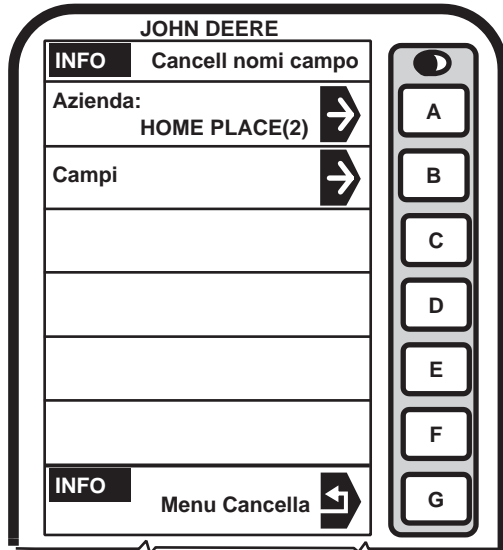 JOHN DEERE
INFO Cancell nomi campo
Azienda:
HOME PLACE(2)
A
Campi
B
C
D
E
F
INFO
Menu Cancella
G